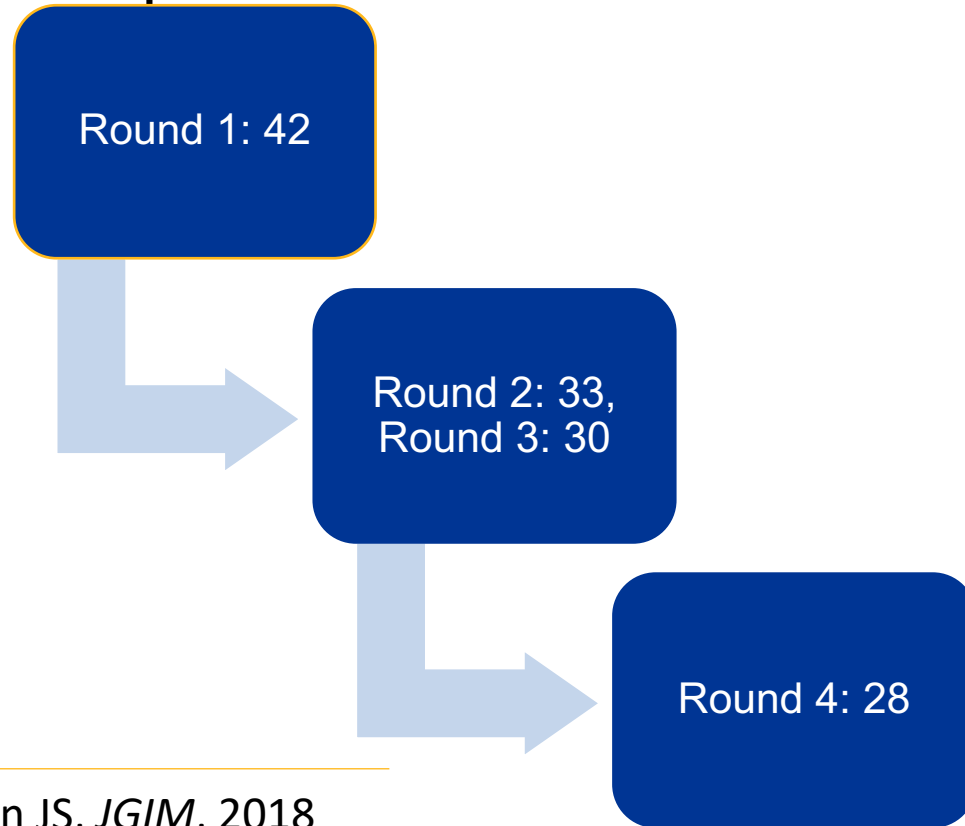 Round 1: 42
Round 2: 33,
Round 3: 30
Round 4: 28
n JS. JGIM. 2018